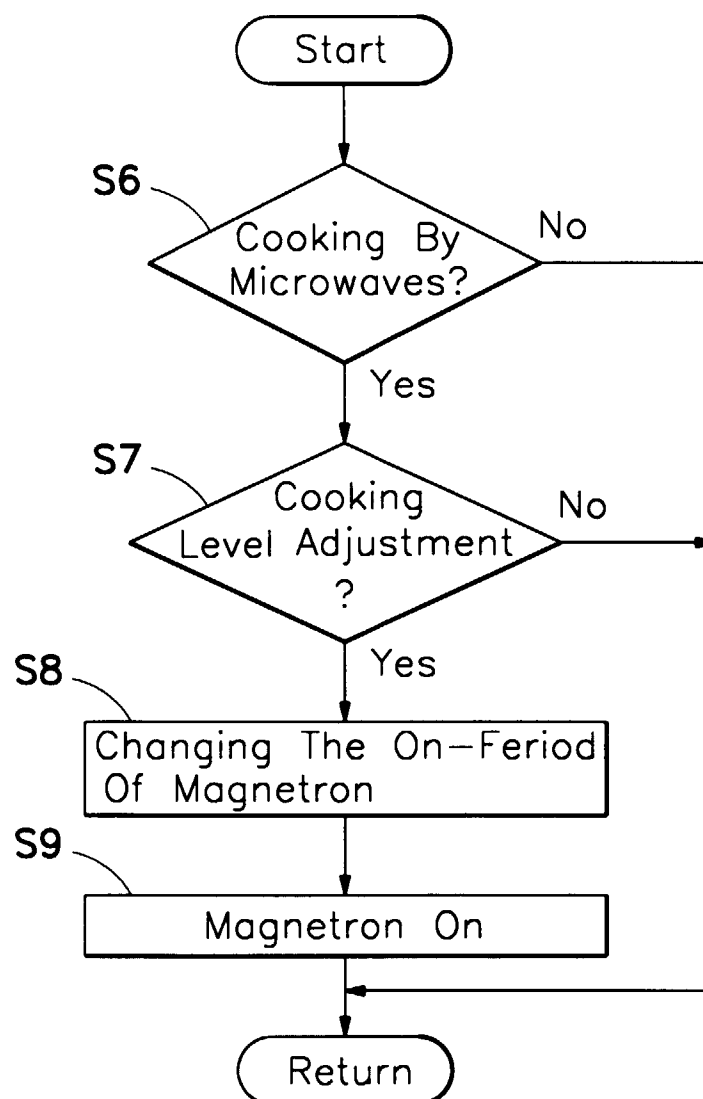 Start
S6
Cooking By
Microwaves?
No
Yes
S7
Cooking
Level Adjustment
?
No
Yes
S8
Changing The On-Feriod
Of Magnetron
S9
Magnetron On
Return